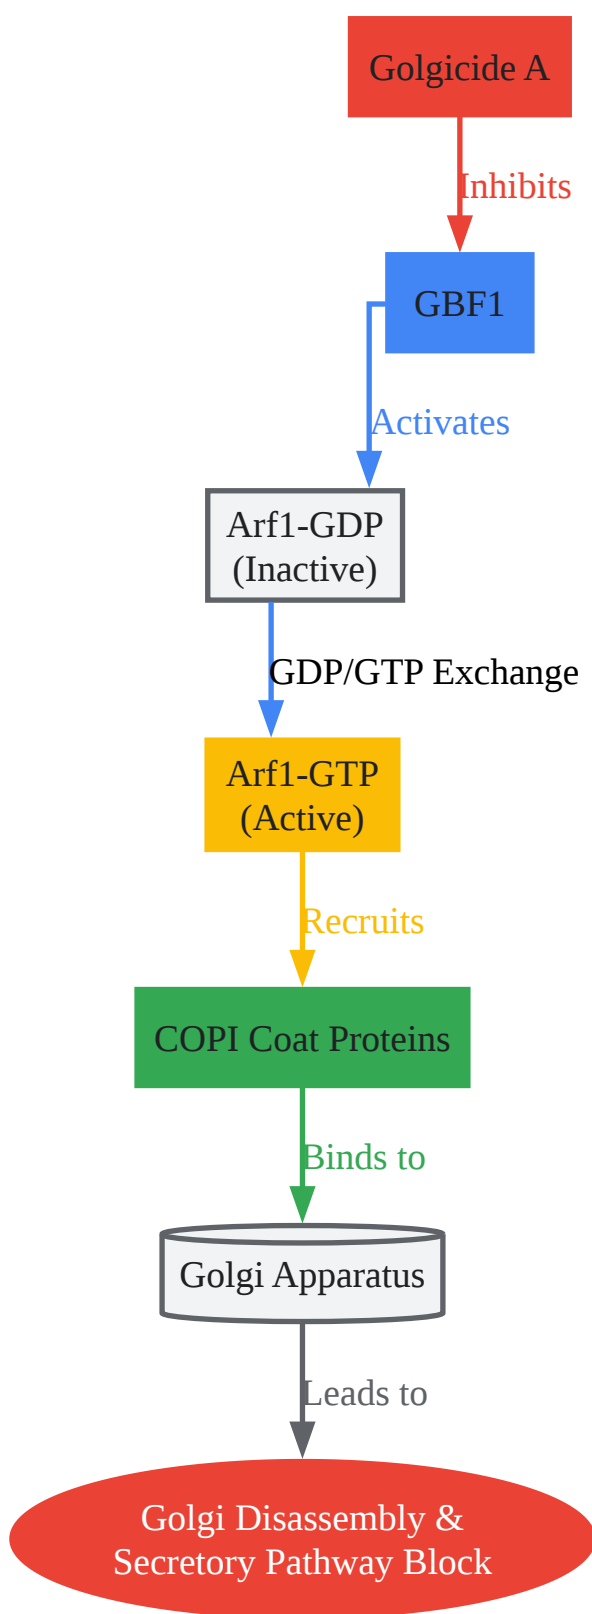 Golgicide A
Inhibits
GBF1
Activates
Arf1-GDP
(Inactive)
GDP/GTP Exchange
Arf1-GTP
(Active)
Recruits
COPI Coat Proteins
Binds to
Golgi Apparatus
Leads to
Golgi Disassembly &
Secretory Pathway Block